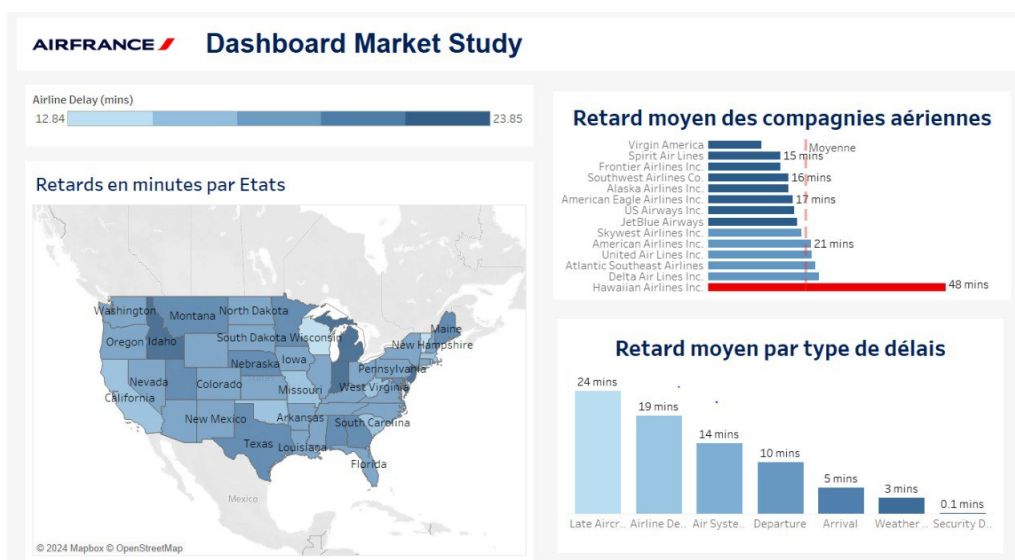 AIRFRANCE Dashboard Market Study
Airline Delay (mins)
12.84 23.85
Retards en minutes par Etats
Washington
Montana
North Dakota
Maine
Oregon
Idaho
South Dakota
Wisconsin
New Hampshire
Nebraska
Iowa
Pennsylvania
Nevada
Colorado
Missouri
West Virginia
California
New Mexico
Arkansas
South Carolina
Texas
Louisiana
Florida
Mexico
© 2024 Mapbox © OpenStreetMap
Retard moyen des compagnies aériennes
Moyenne
Virgin America
Spirit Air Lines 15 mins
Frontier Airlines Inc.
Southwest Airlines Co. 16 mins
Alaska Airlines Inc.
American Eagle Airlines Inc. 17 mins
US Airways Inc.
JetBlue Airways
Skywest Airlines Inc.
American Airlines Inc. 21 mins
United Air Lines Inc.
Atlantic Southeast Airlines
Delta Air Lines Inc.
Hawaiian Airlines Inc. 48 mins
Retard moyen par type de délais
24 mins
19 mins
14 mins
10 mins
5 mins
3 mins
0.1 mins
Late Aircr.. Airline De.. Air Syste.. Departure Arrival Weather .. Security D..